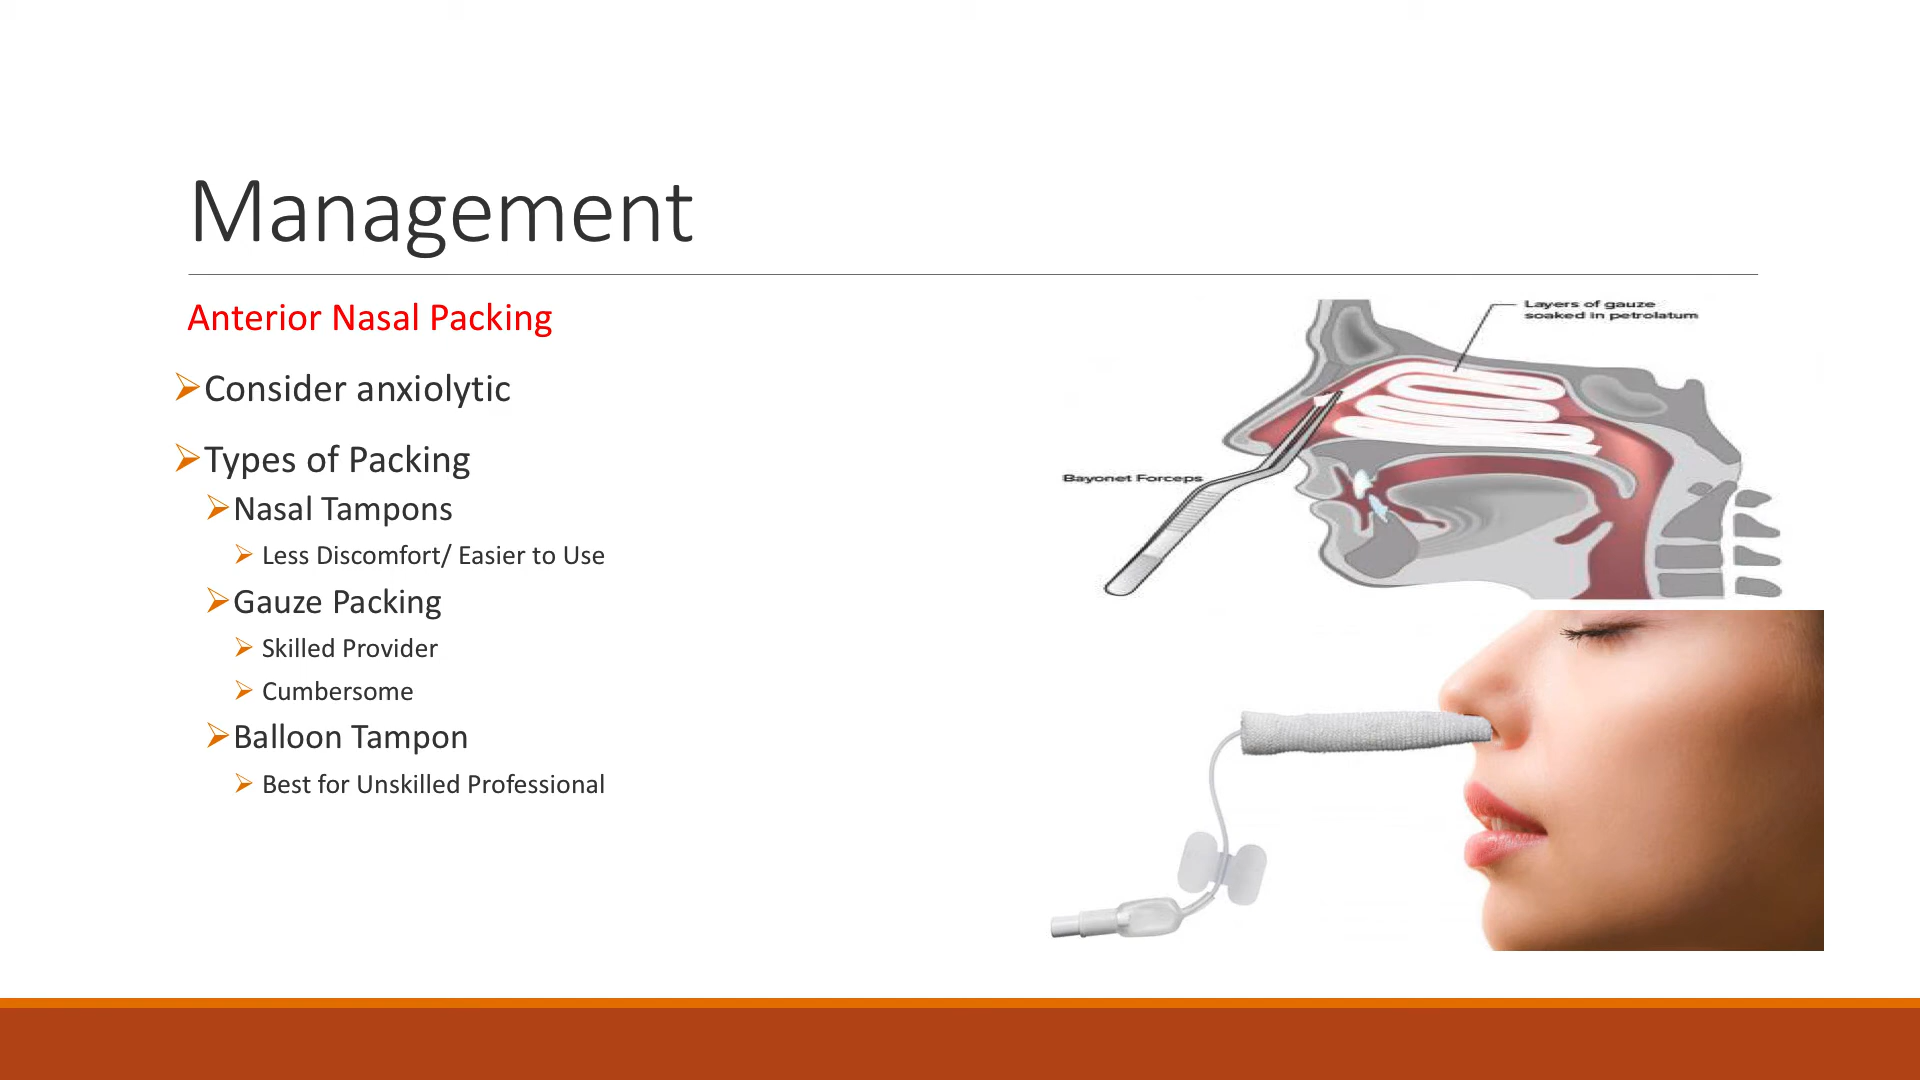 Management
Anterior Nasal Packing
Consider anxiolytic
Types of Packing
Nasal Tampons
Less Discomfort/ Easier to Use
Gauze Packing
Skilled Provider
Cumbersome
Balloon Tampon
Best for Unskilled Professional
Layers of gauze
soaked in petrolatum
Bayonet Forceps